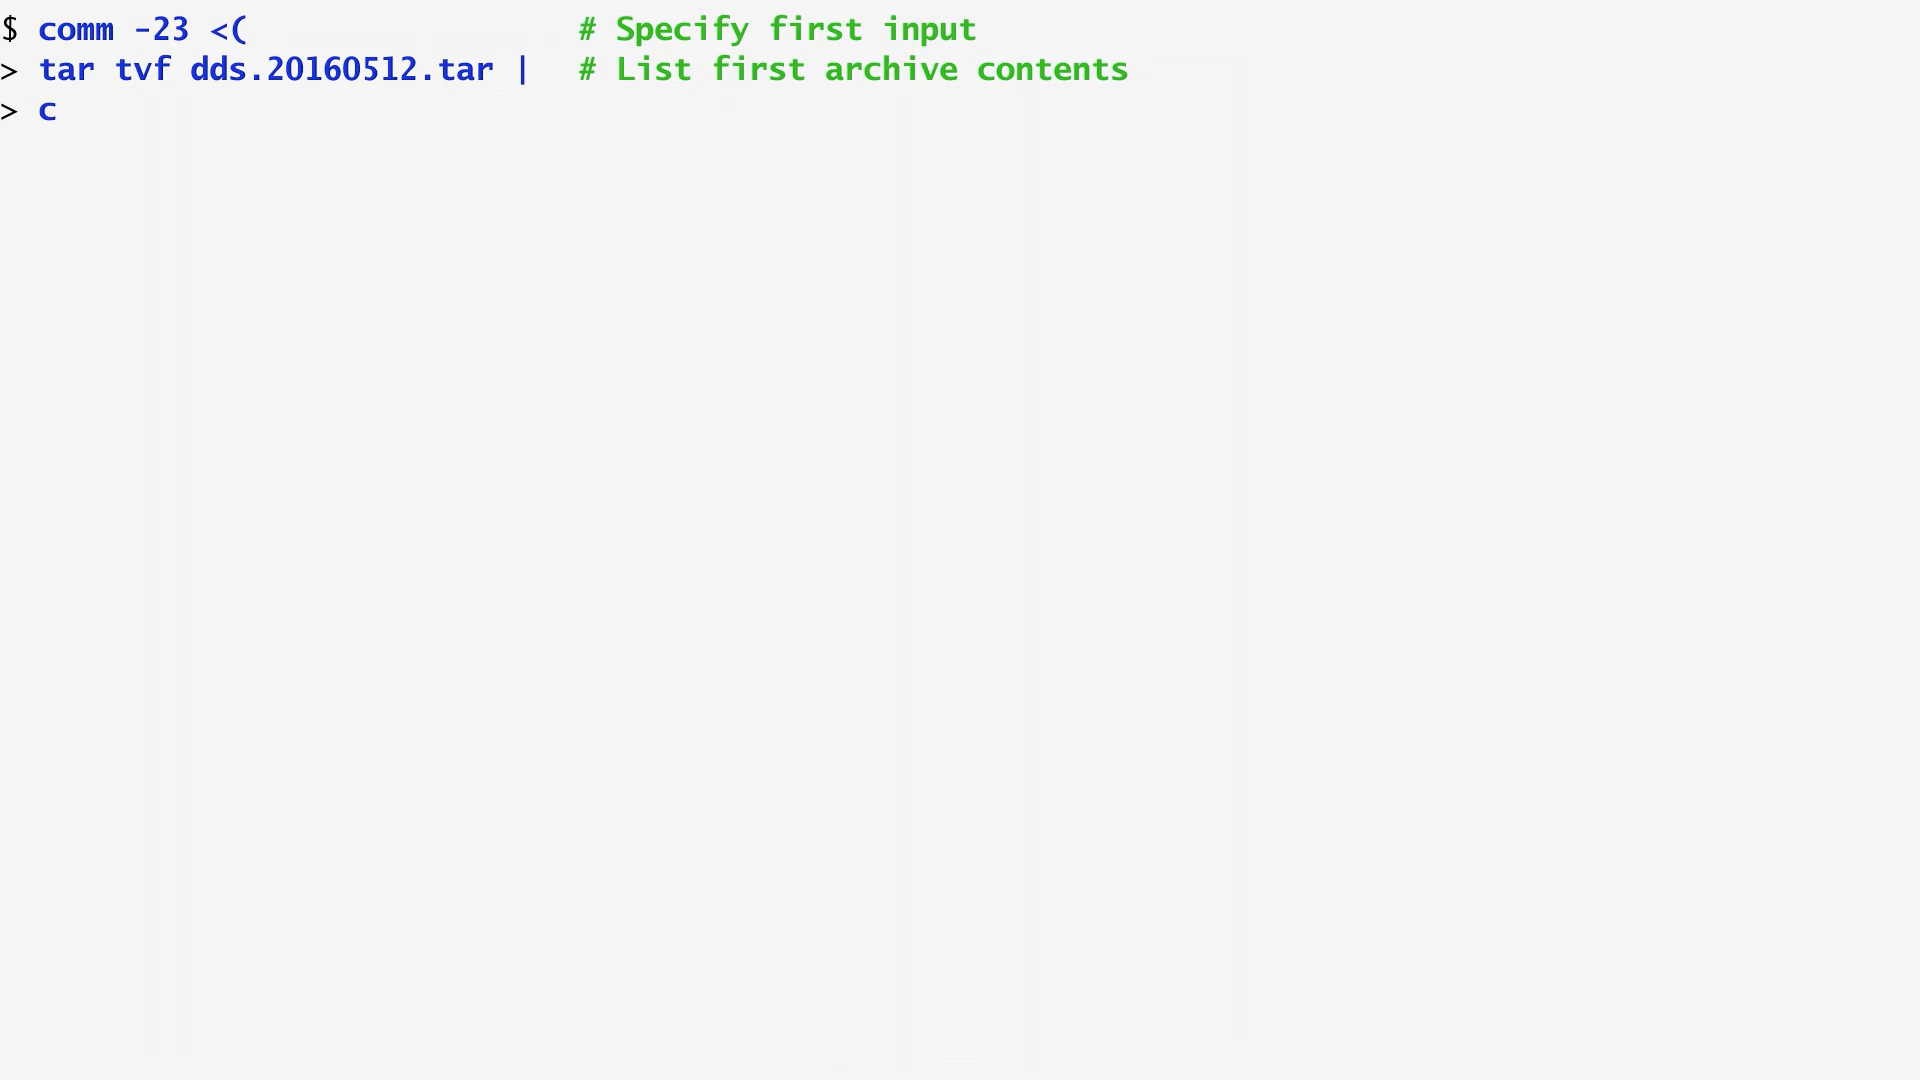 $ comm -23 <( # Specify first input
> tar tvf dds.20160512.tar | # List first archive contents
> c